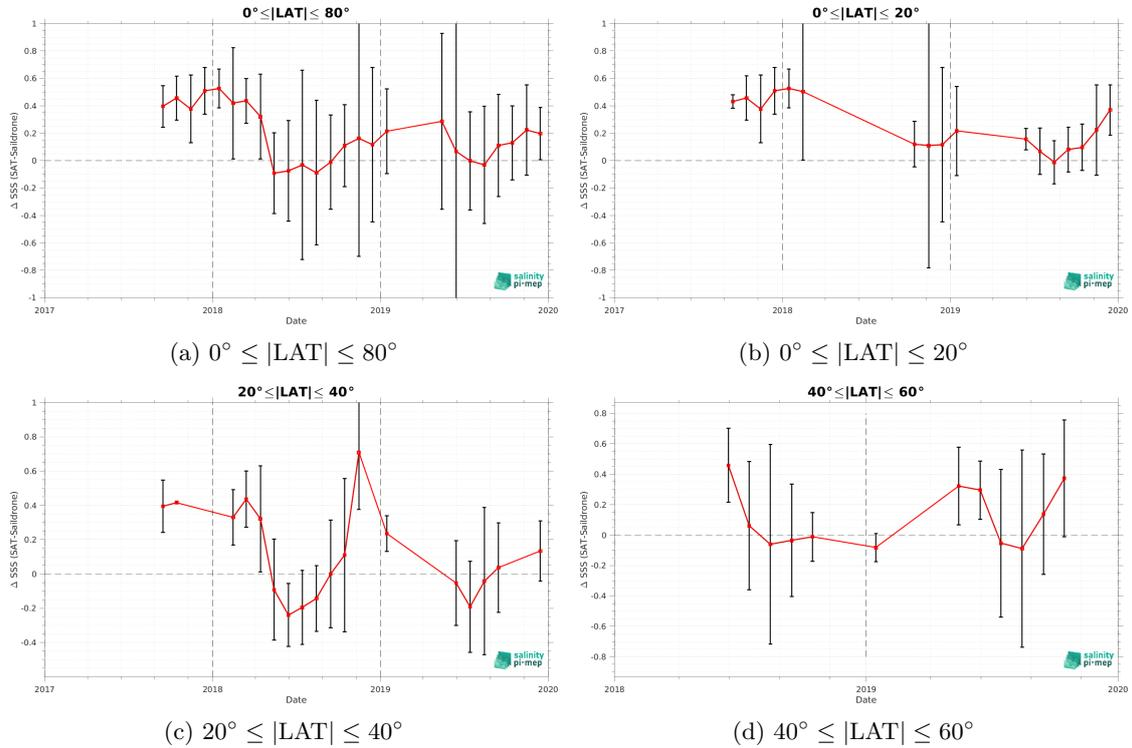 0°≤|LAT|≤ 80°
1
0.8
0.6
0.4
0.2
0
-0.2
-0.4
-0.6
-0.8
-1
Δ SSS (SAT-Saildrone)
2017
2018
2019
2020
Date
salinity
pi-mep
(a) 0° ≤ |LAT| ≤ 80°
0°≤|LAT|≤ 20°
1
0.8
0.6
0.4
0.2
0
-0.2
-0.4
-0.6
-0.8
-1
Δ SSS (SAT-Saildrone)
2017
2018
2019
2020
Date
salinity
pi-mep
(b) 0° ≤ |LAT| ≤ 20°
20°≤|LAT|≤ 40°
1
0.8
0.6
0.4
0.2
0
-0.2
-0.4
Δ SSS (SAT-Saildrone)
2017
2018
2019
2020
Date
salinity
pi-mep
(c) 20° ≤ |LAT| ≤ 40°
40°≤|LAT|≤ 60°
0.8
0.6
0.4
0.2
0
-0.2
-0.4
-0.6
-0.8
Δ SSS (SAT-Saildrone)
2018
2019
2020
Date
salinity
pi-mep
(d) 40° ≤ |LAT| ≤ 60°